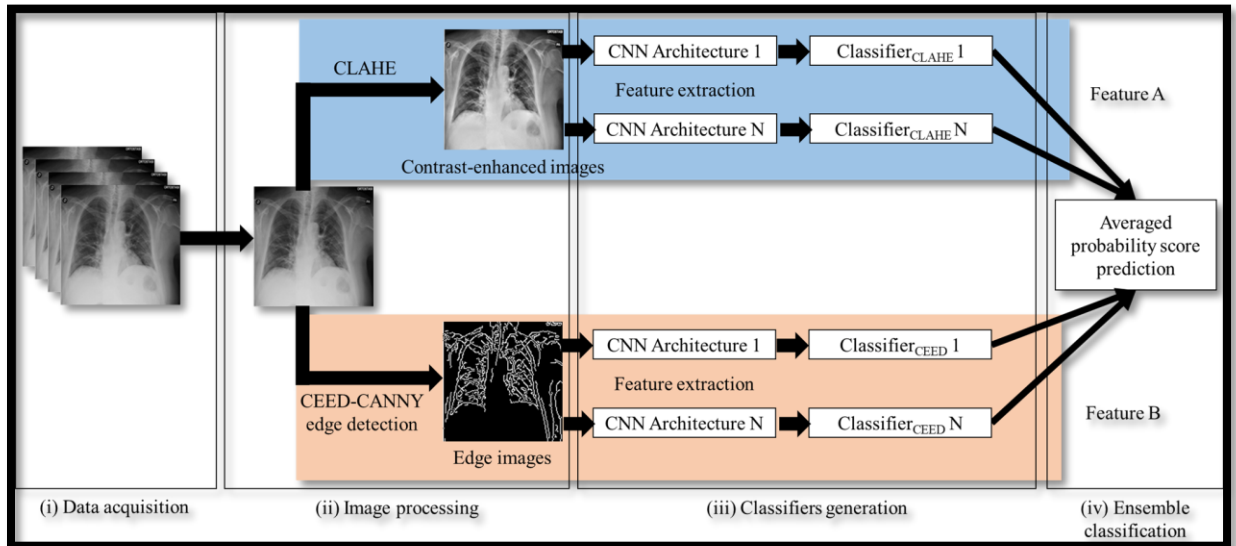 CLAHE
Contrast-enhanced images
CNN Architecture 1
Classifier_CLAHE 1
Feature extraction
CNN Architecture N
Classifier_CLAHE N
Feature A
Averaged
probability score
prediction
CEED-CANNY
edge detection
Edge images
CNN Architecture 1
Classifier_CEED 1
Feature extraction
CNN Architecture N
Classifier_CEED N
Feature B
(i) Data acquisition
(ii) Image processing
(iii) Classifiers generation
(iv) Ensemble
classification